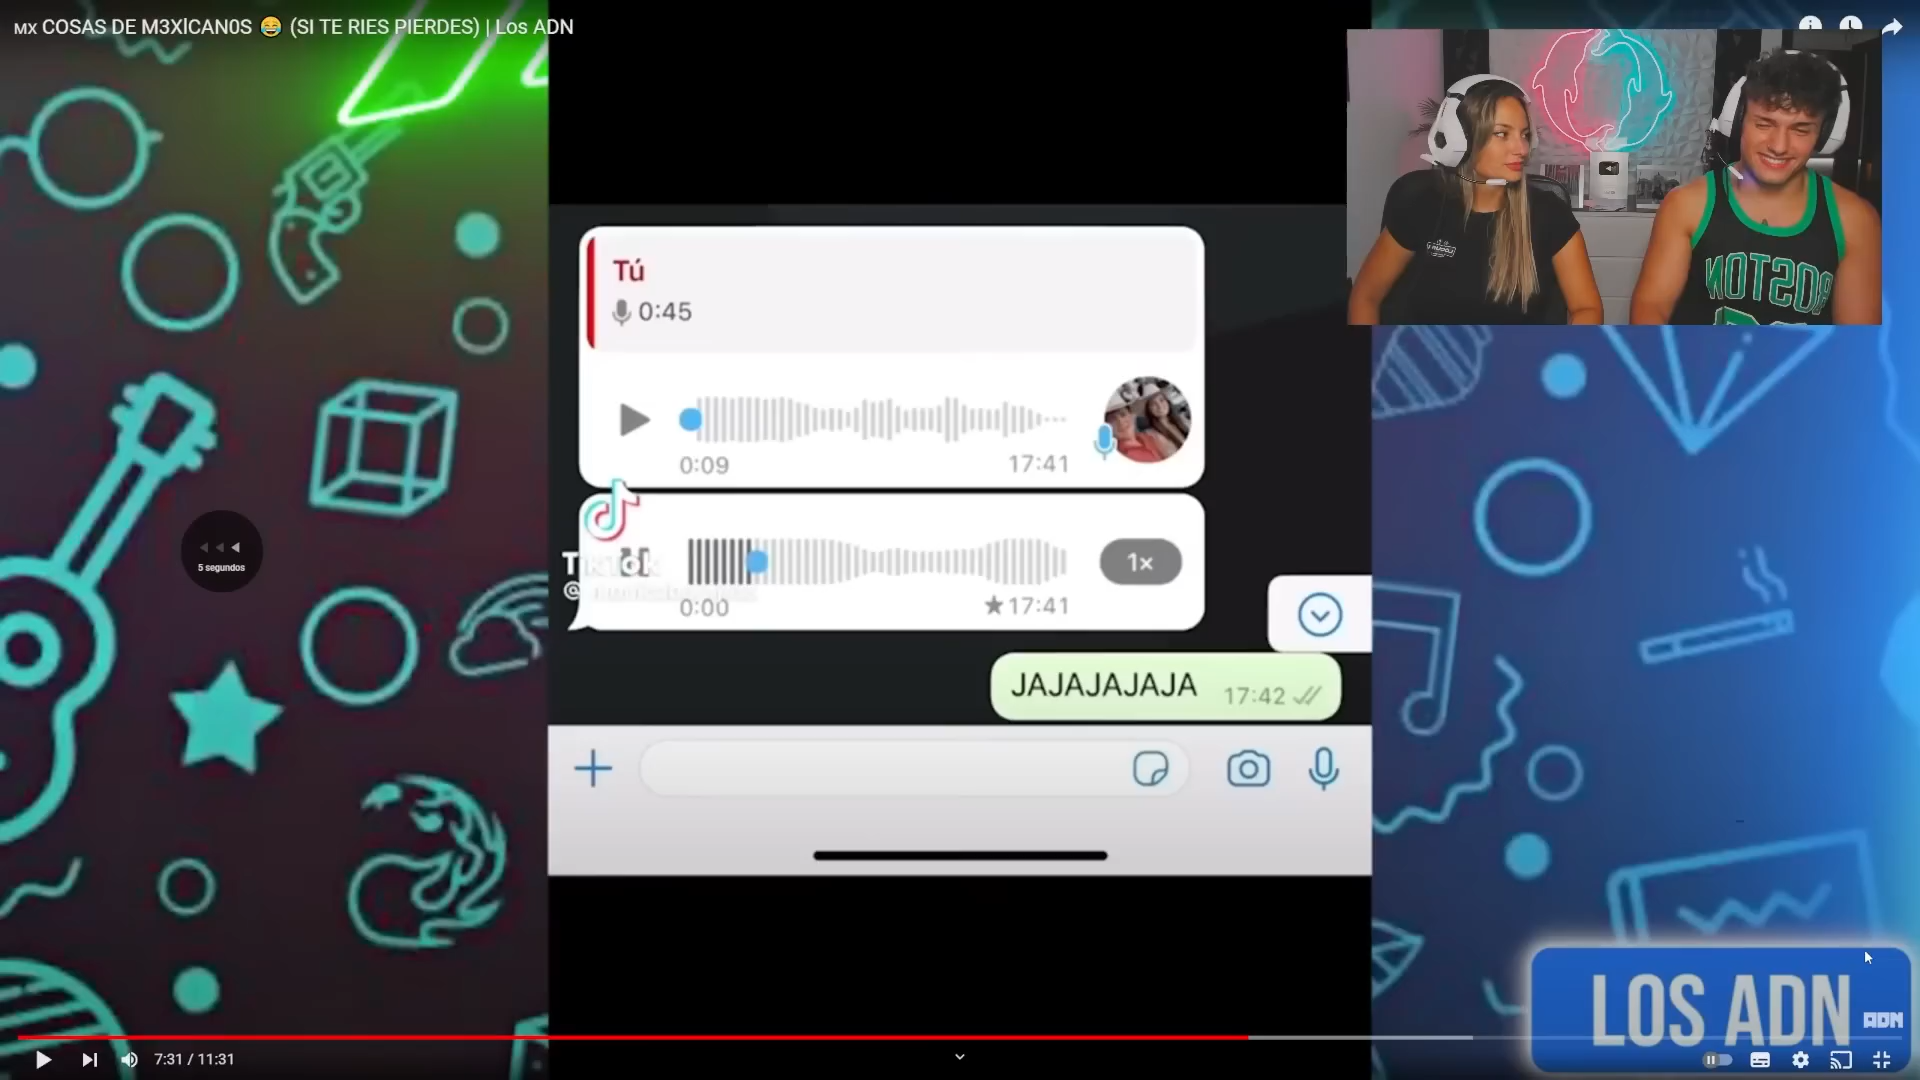 MX COSAS DE M3XlCAN0S 😂 (SI TE RIES PIERDES) | Los ADN
Tú
0:45
0:09
17:41
TikTok
@
1x
0:00
★17:41
JAJAJAJAJA
17:42
5 segundos
LOS ADN
ADN
7:31 / 11:31